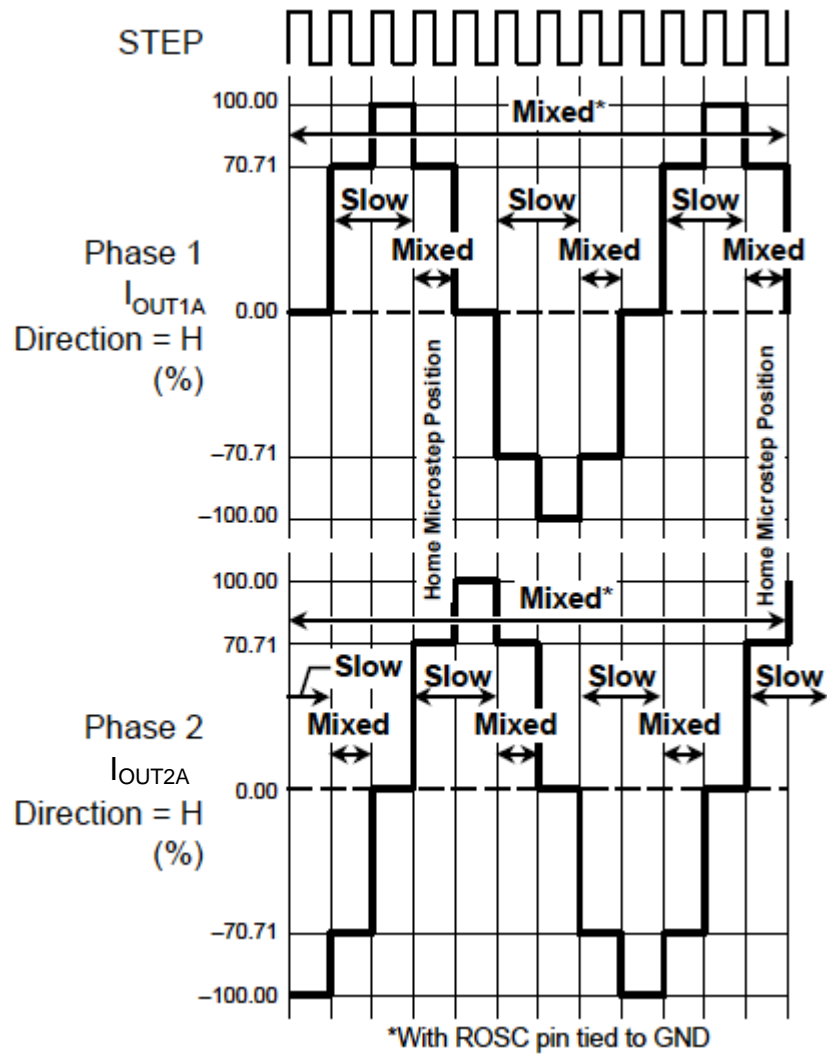 STEP
100.00
Mixed*
70.71
Slow
Slow
Slow
Mixed
Mixed
Mixed
Phase 1
IOUT1A
Direction = H
(%)
0.00
Home Microstep Position
Home Microstep Position
–70.71
–100.00
100.00
Mixed*
70.71
Slow
Slow
Slow
Slow
Mixed
Mixed
Mixed
Phase 2
IOUT2A
Direction = H
(%)
0.00
–70.71
–100.00
*With ROSC pin tied to GND